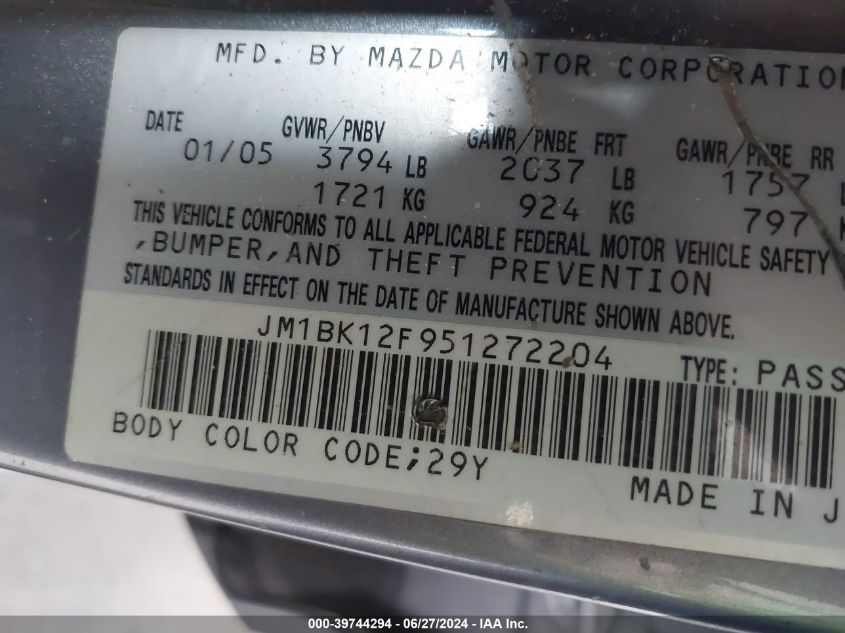 MFD. BY MAZDA MOTOR CORPORATION
DATE GVWR/PNBV GAWR/PNBE FRT GAWR/PNBE RR
01/05 3794 LB 2037 LB 1757
1721 KG 924 KG 797
THIS VEHICLE CONFORMS TO ALL APPLICABLE FEDERAL MOTOR VEHICLE SAFETY
,BUMPER,AND THEFT PREVENTION
STANDARDS IN EFFECT ON THE DATE OF MANUFACTURE SHOWN ABOVE.
JM1BK12F951272204 TYPE: PASS
BODY COLOR CODE;29Y
MADE IN J
000-39744294 - 06/27/2024 - IAA Inc.